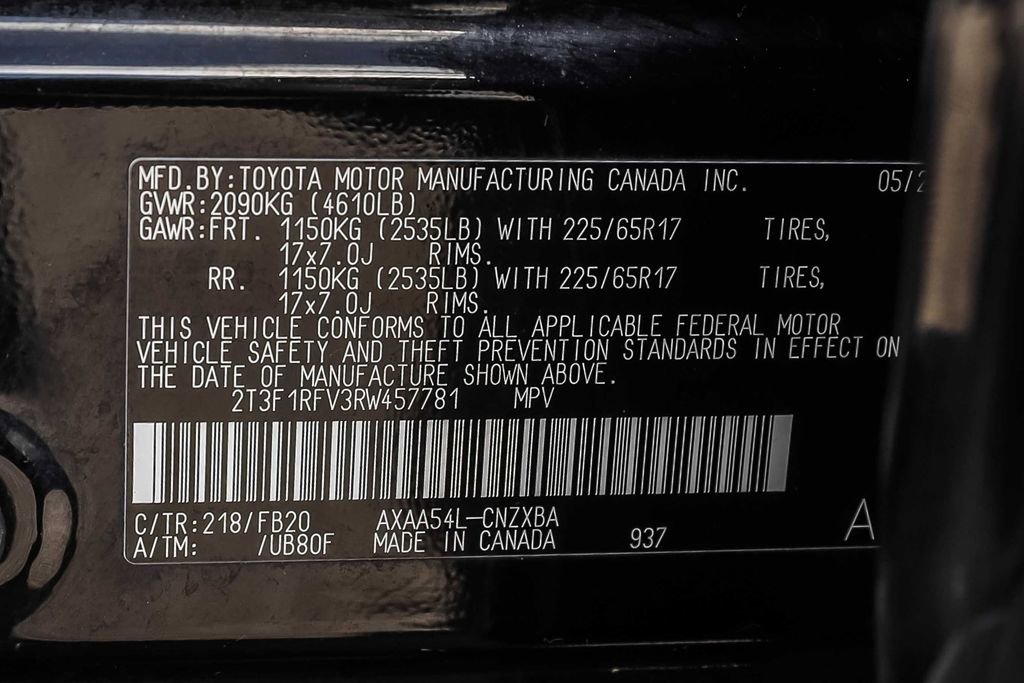 MFD.BY:TOYOTA MOTOR MANUFACTURING CANADA INC. 05/2
GVWR:2090KG (4610LB)
GAWR:FRT. 1150KG (2535LB) WITH 225/65R17 TIRES,
17x7.0J RIMS.
RR. 1150KG (2535LB) WITH 225/65R17 TIRES,
17x7.0J RIMS.
THIS VEHICLE CONFORMS TO ALL APPLICABLE FEDERAL MOTOR
VEHICLE SAFETY AND THEFT PREVENTION STANDARDS IN EFFECT ON
THE DATE OF MANUFACTURE SHOWN ABOVE.
2T3F1RFV3RW457781 MPV
C/TR:218/FB20 AXAA54L-CNZXBA A
A/TM: /UB80F MADE IN CANADA 937